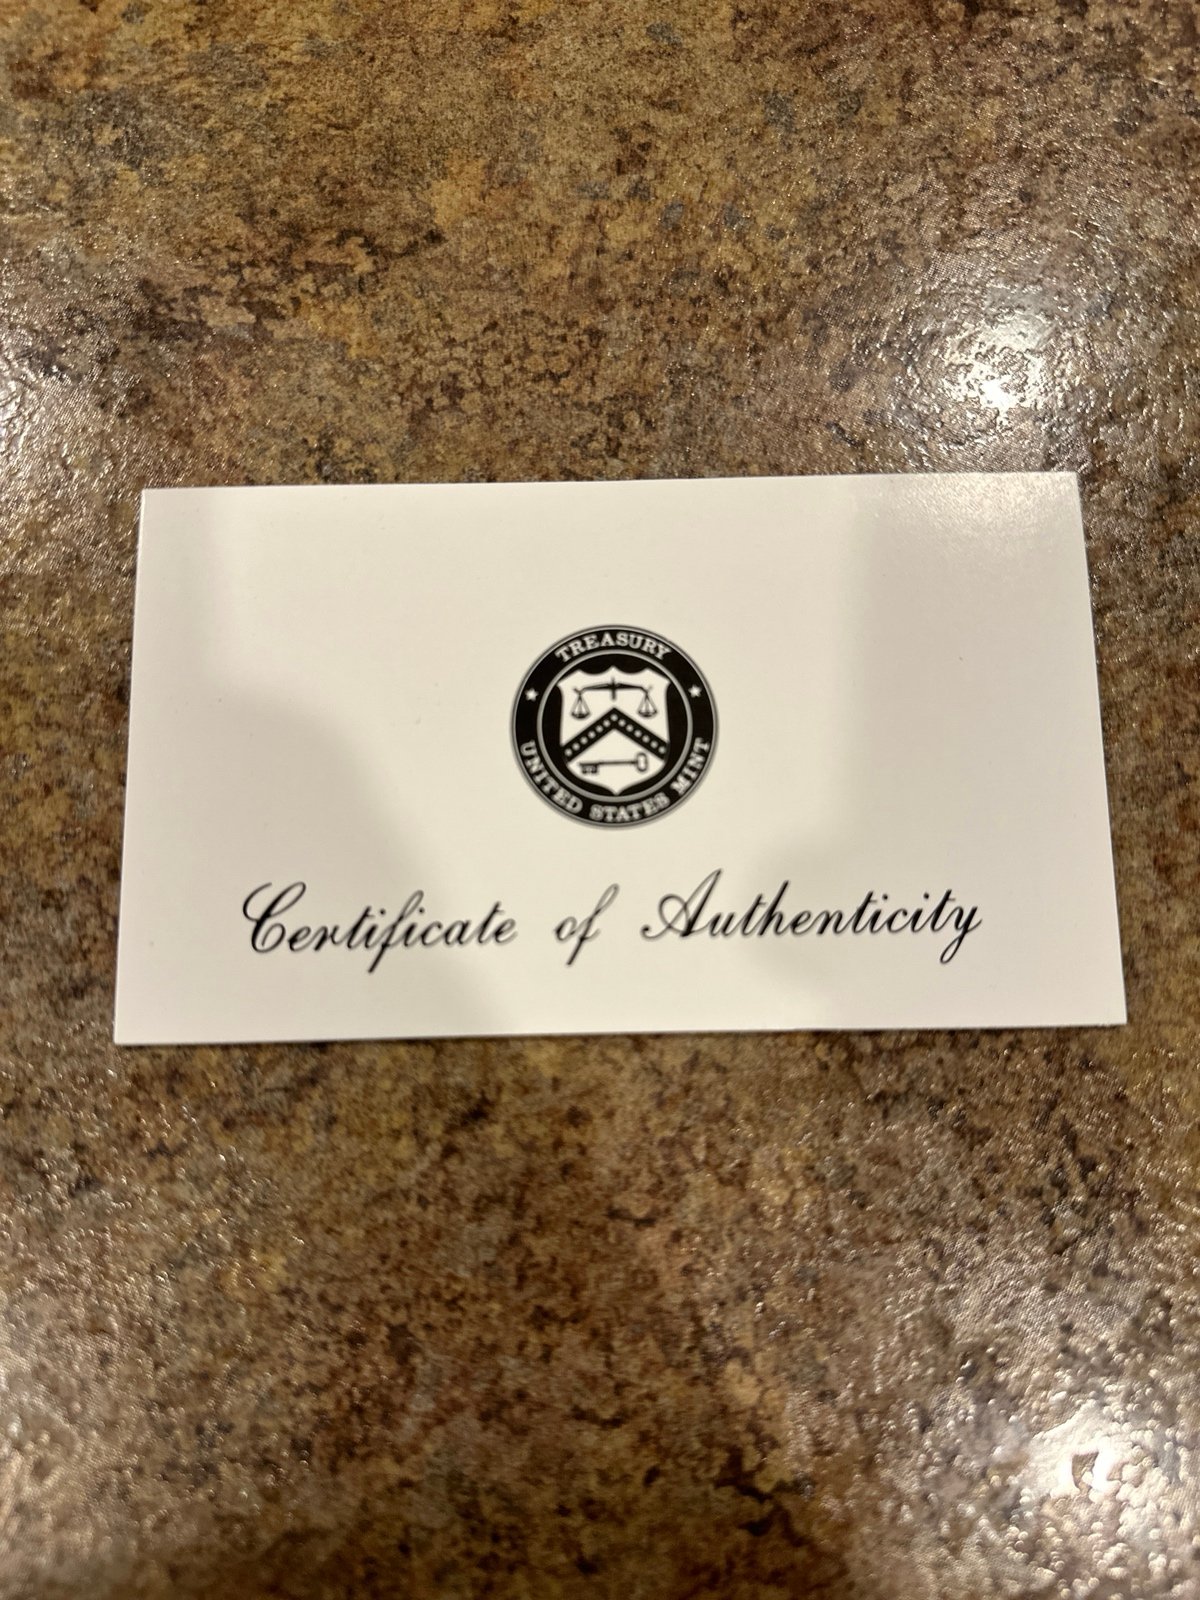 TREASURY
UNITED STATES MINT
Certificate of Authenticity